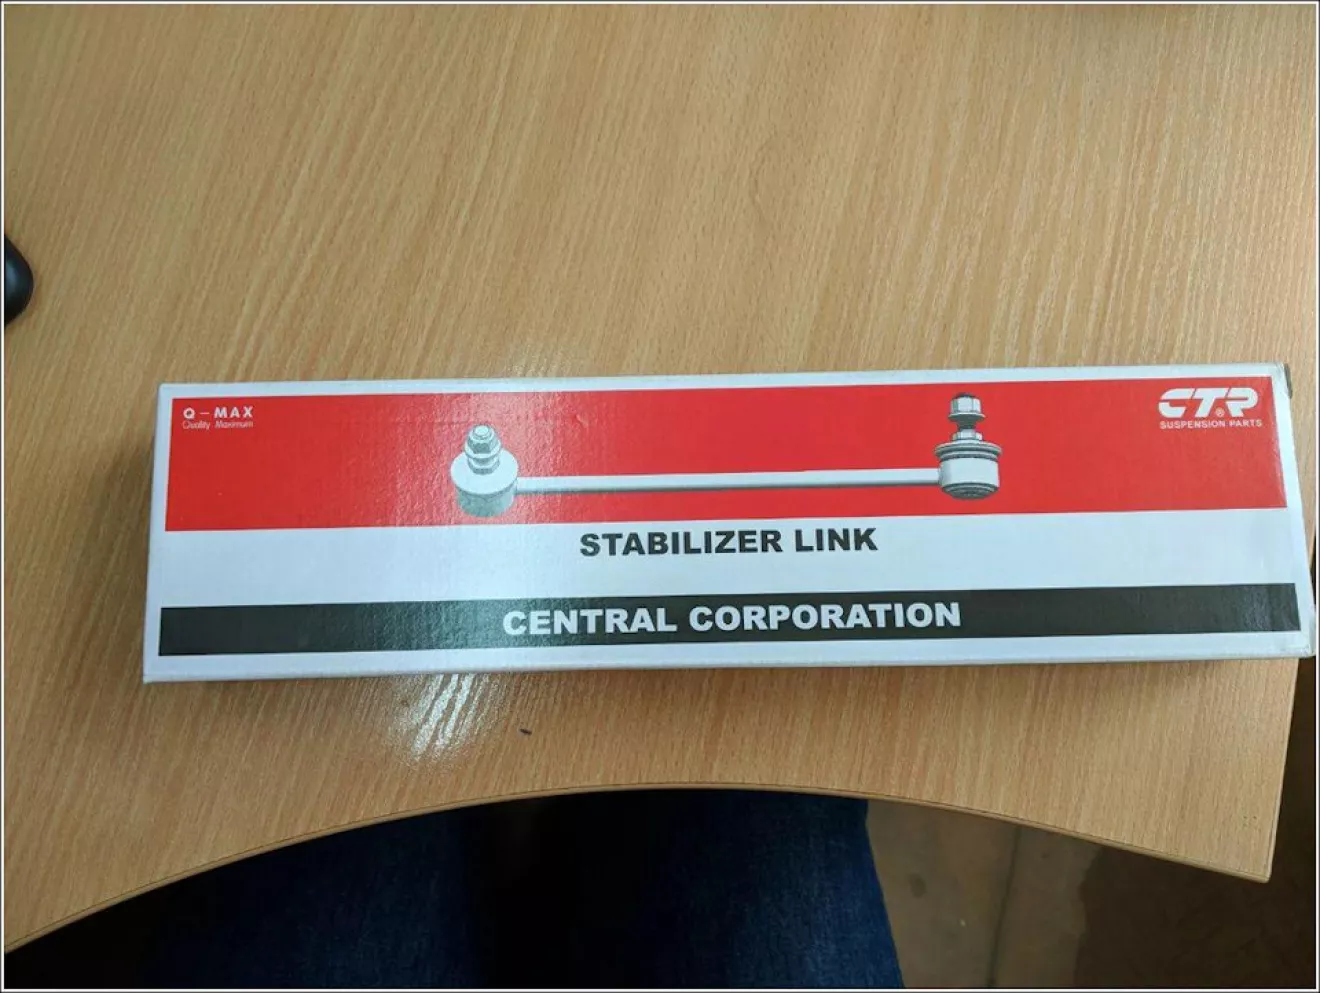 Q - MAX
Quality Maximum
CTR®
SUSPENSION PARTS
STABILIZER LINK
CENTRAL CORPORATION